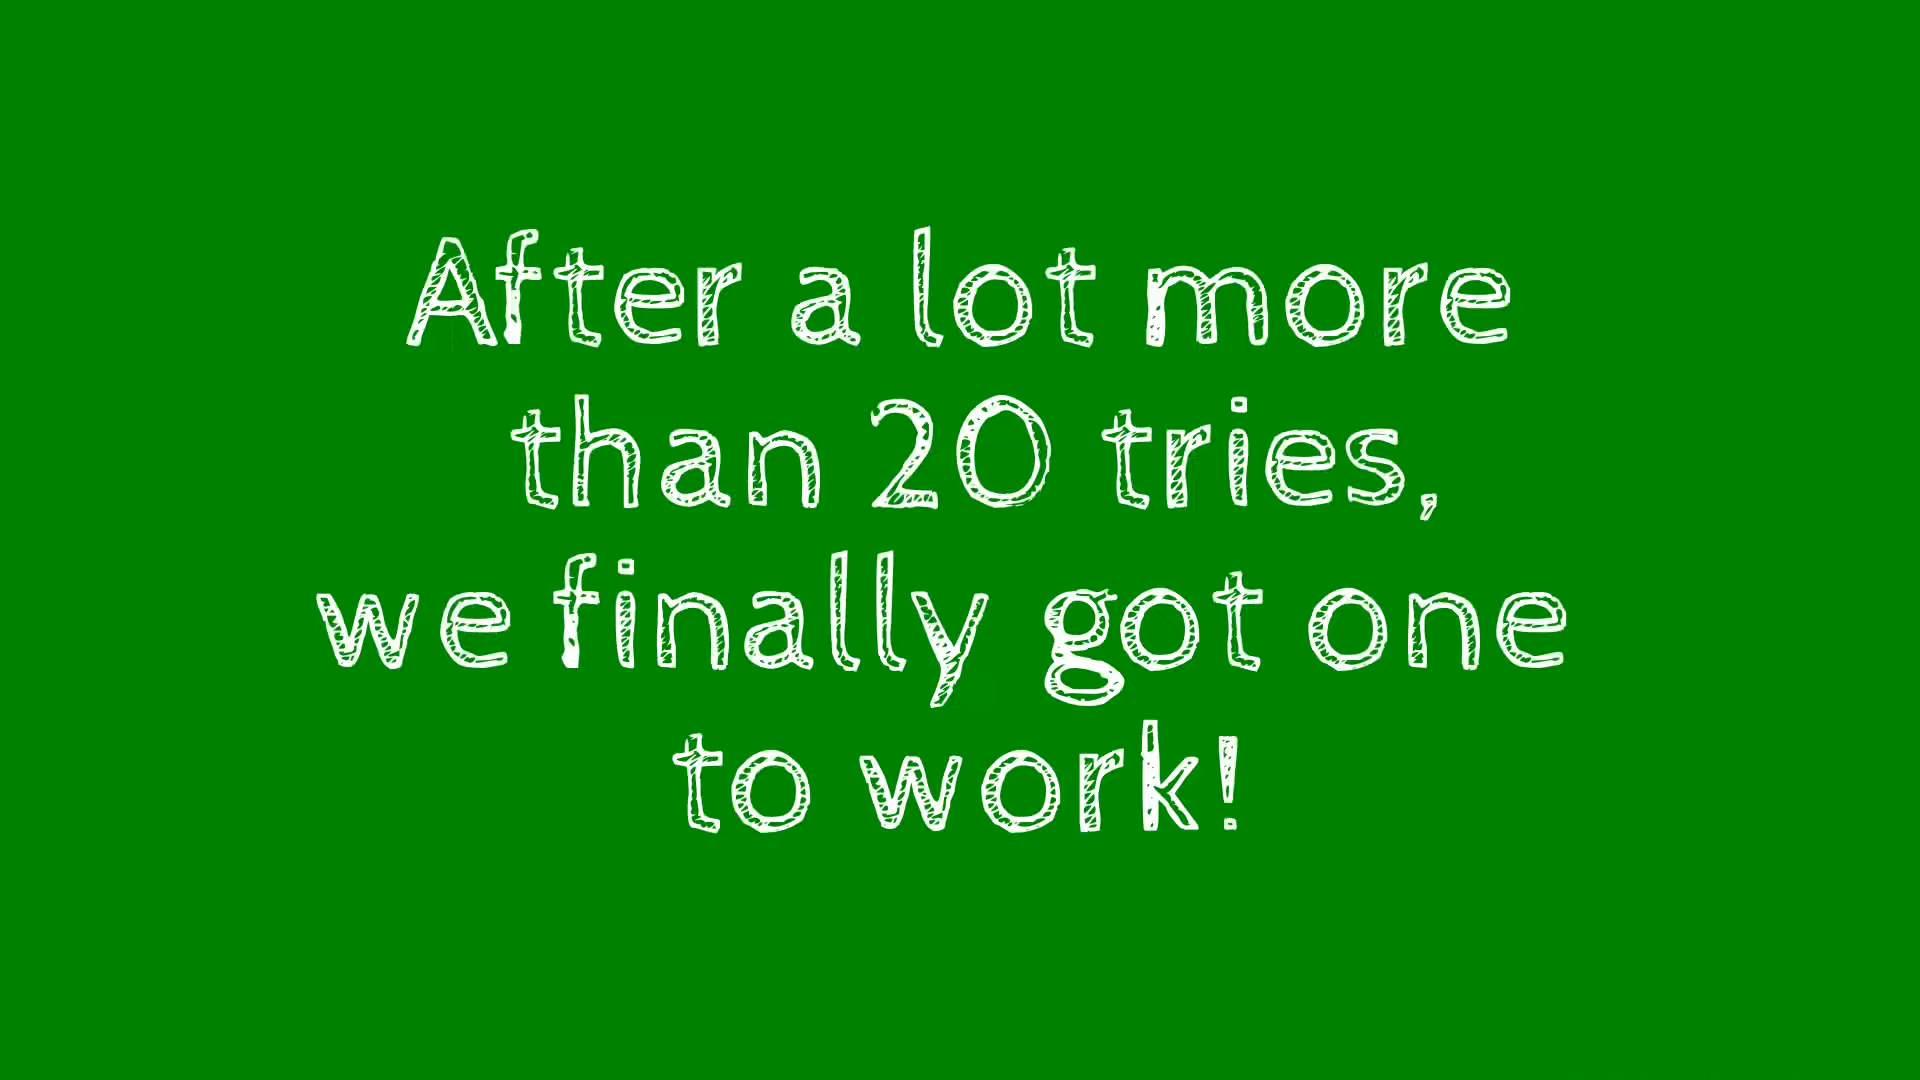 After a lot more
than 20 tries,
we finally got one
to work!